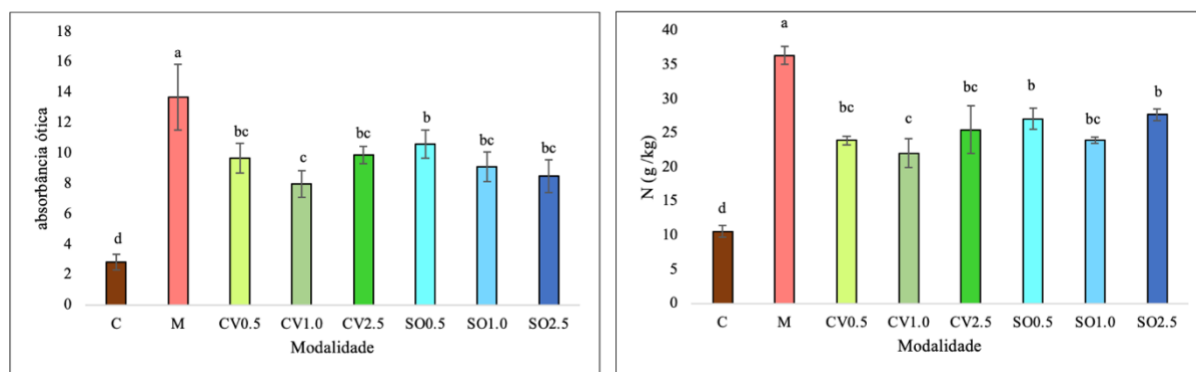 absorbância ótica
18
16
14
12
10
8
6
4
2
0
d
a
bc
c
bc
b
bc
bc
C M CV0.5 CV1.0 CV2.5 SO0.5 SO1.0 SO2.5
Modalidade
N (g /kg)
40
35
30
25
20
15
10
5
0
d
a
bc
c
bc
b
bc
b
C M CV0.5 CV1.0 CV2.5 SO0.5 SO1.0 SO2.5
Modalidade